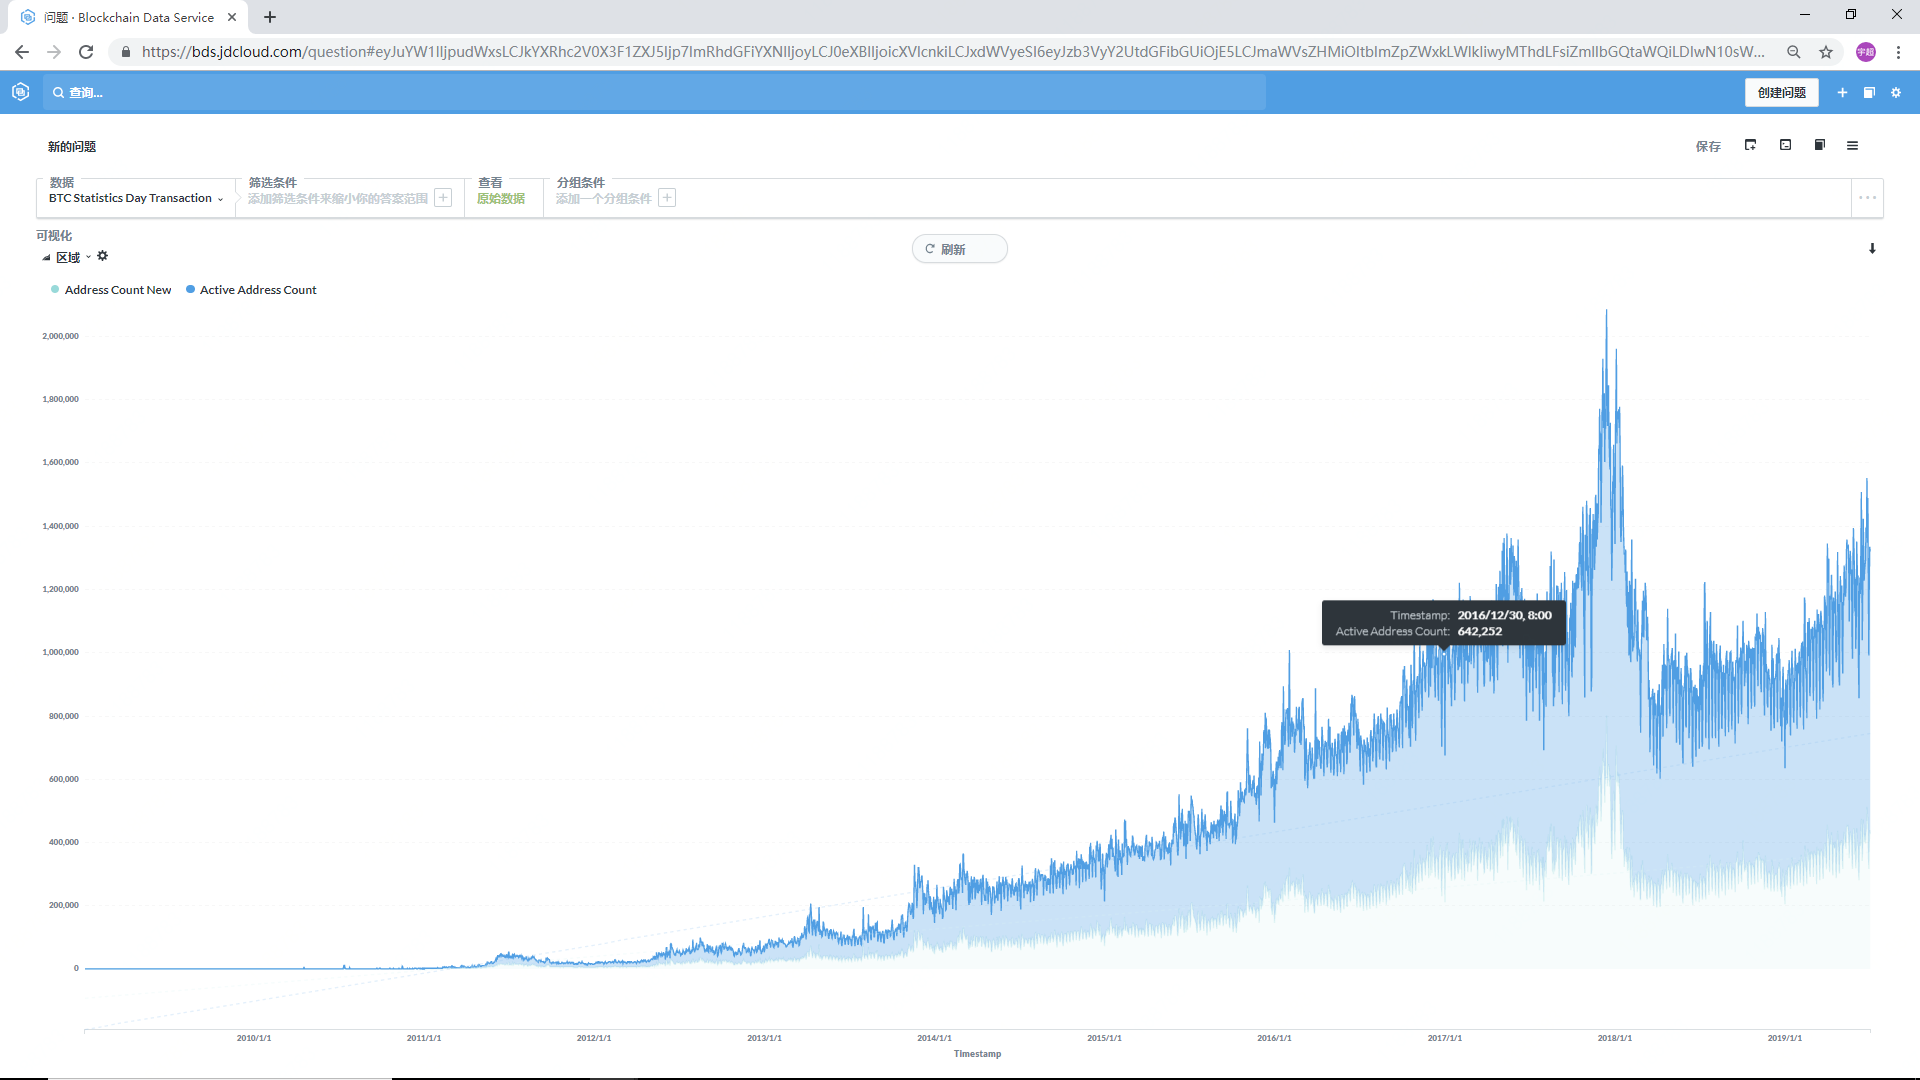 问题 · Blockchain Data Service
查询...
创建问题
新的问题
保存
数据
BTC Statistics Day Transaction
筛选条件
添加筛选条件来缩小你的答案范围
查看
原始数据
分组条件
添加一个分组条件
可视化
区域
刷新
Address Count New
Active Address Count
2,000,000
1,800,000
1,600,000
1,400,000
1,200,000
1,000,000
800,000
600,000
400,000
200,000
0
Timestamp: 2016/12/30, 8:00
Active Address Count: 642,252
2010/1/1
2011/1/1
2012/1/1
2013/1/1
2014/1/1
2015/1/1
2016/1/1
2017/1/1
2018/1/1
2019/1/1
Timestamp